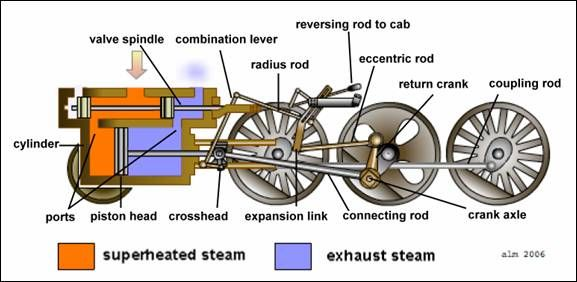 reversing rod to cab
valve spindle
combination lever
radius rod
eccentric rod
return crank
coupling rod
cylinder
ports
piston head
crosshead
expansion link
connecting rod
crank axle
superheated steam
exhaust steam
alm 2006